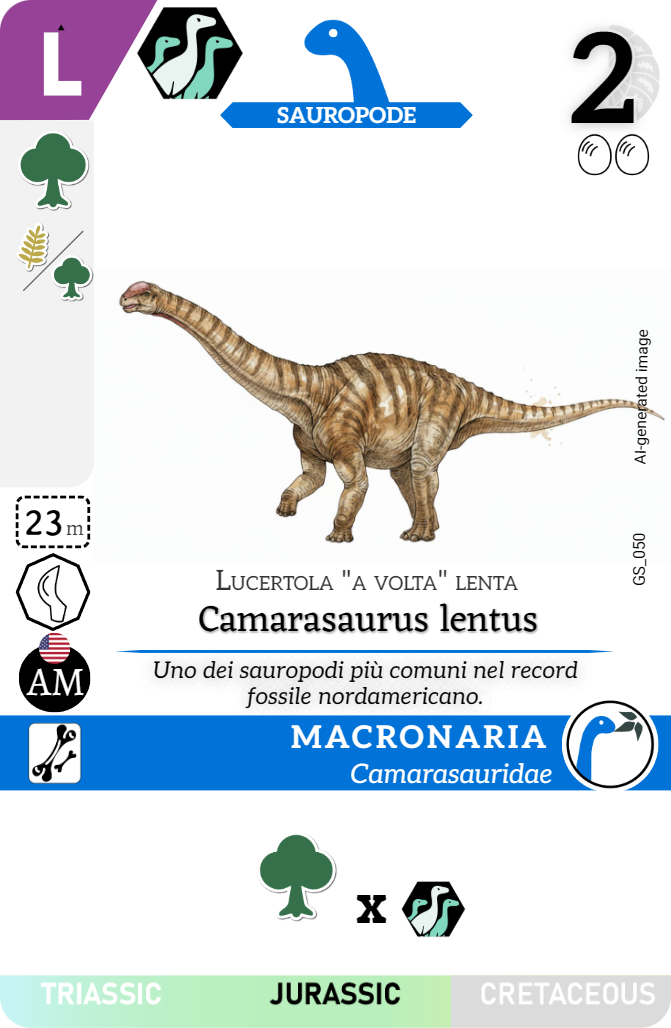 L
SAUROPODE
2
AI-generated image
23 m
GS_050
Lucertola "a volta" lenta
Camarasaurus lentus
AM
Uno dei sauropodi più comuni nel record
fossile nordamericano.
MACRONARIA
Camarasauridae
x
TRIASSIC JURASSIC CRETACEOUS